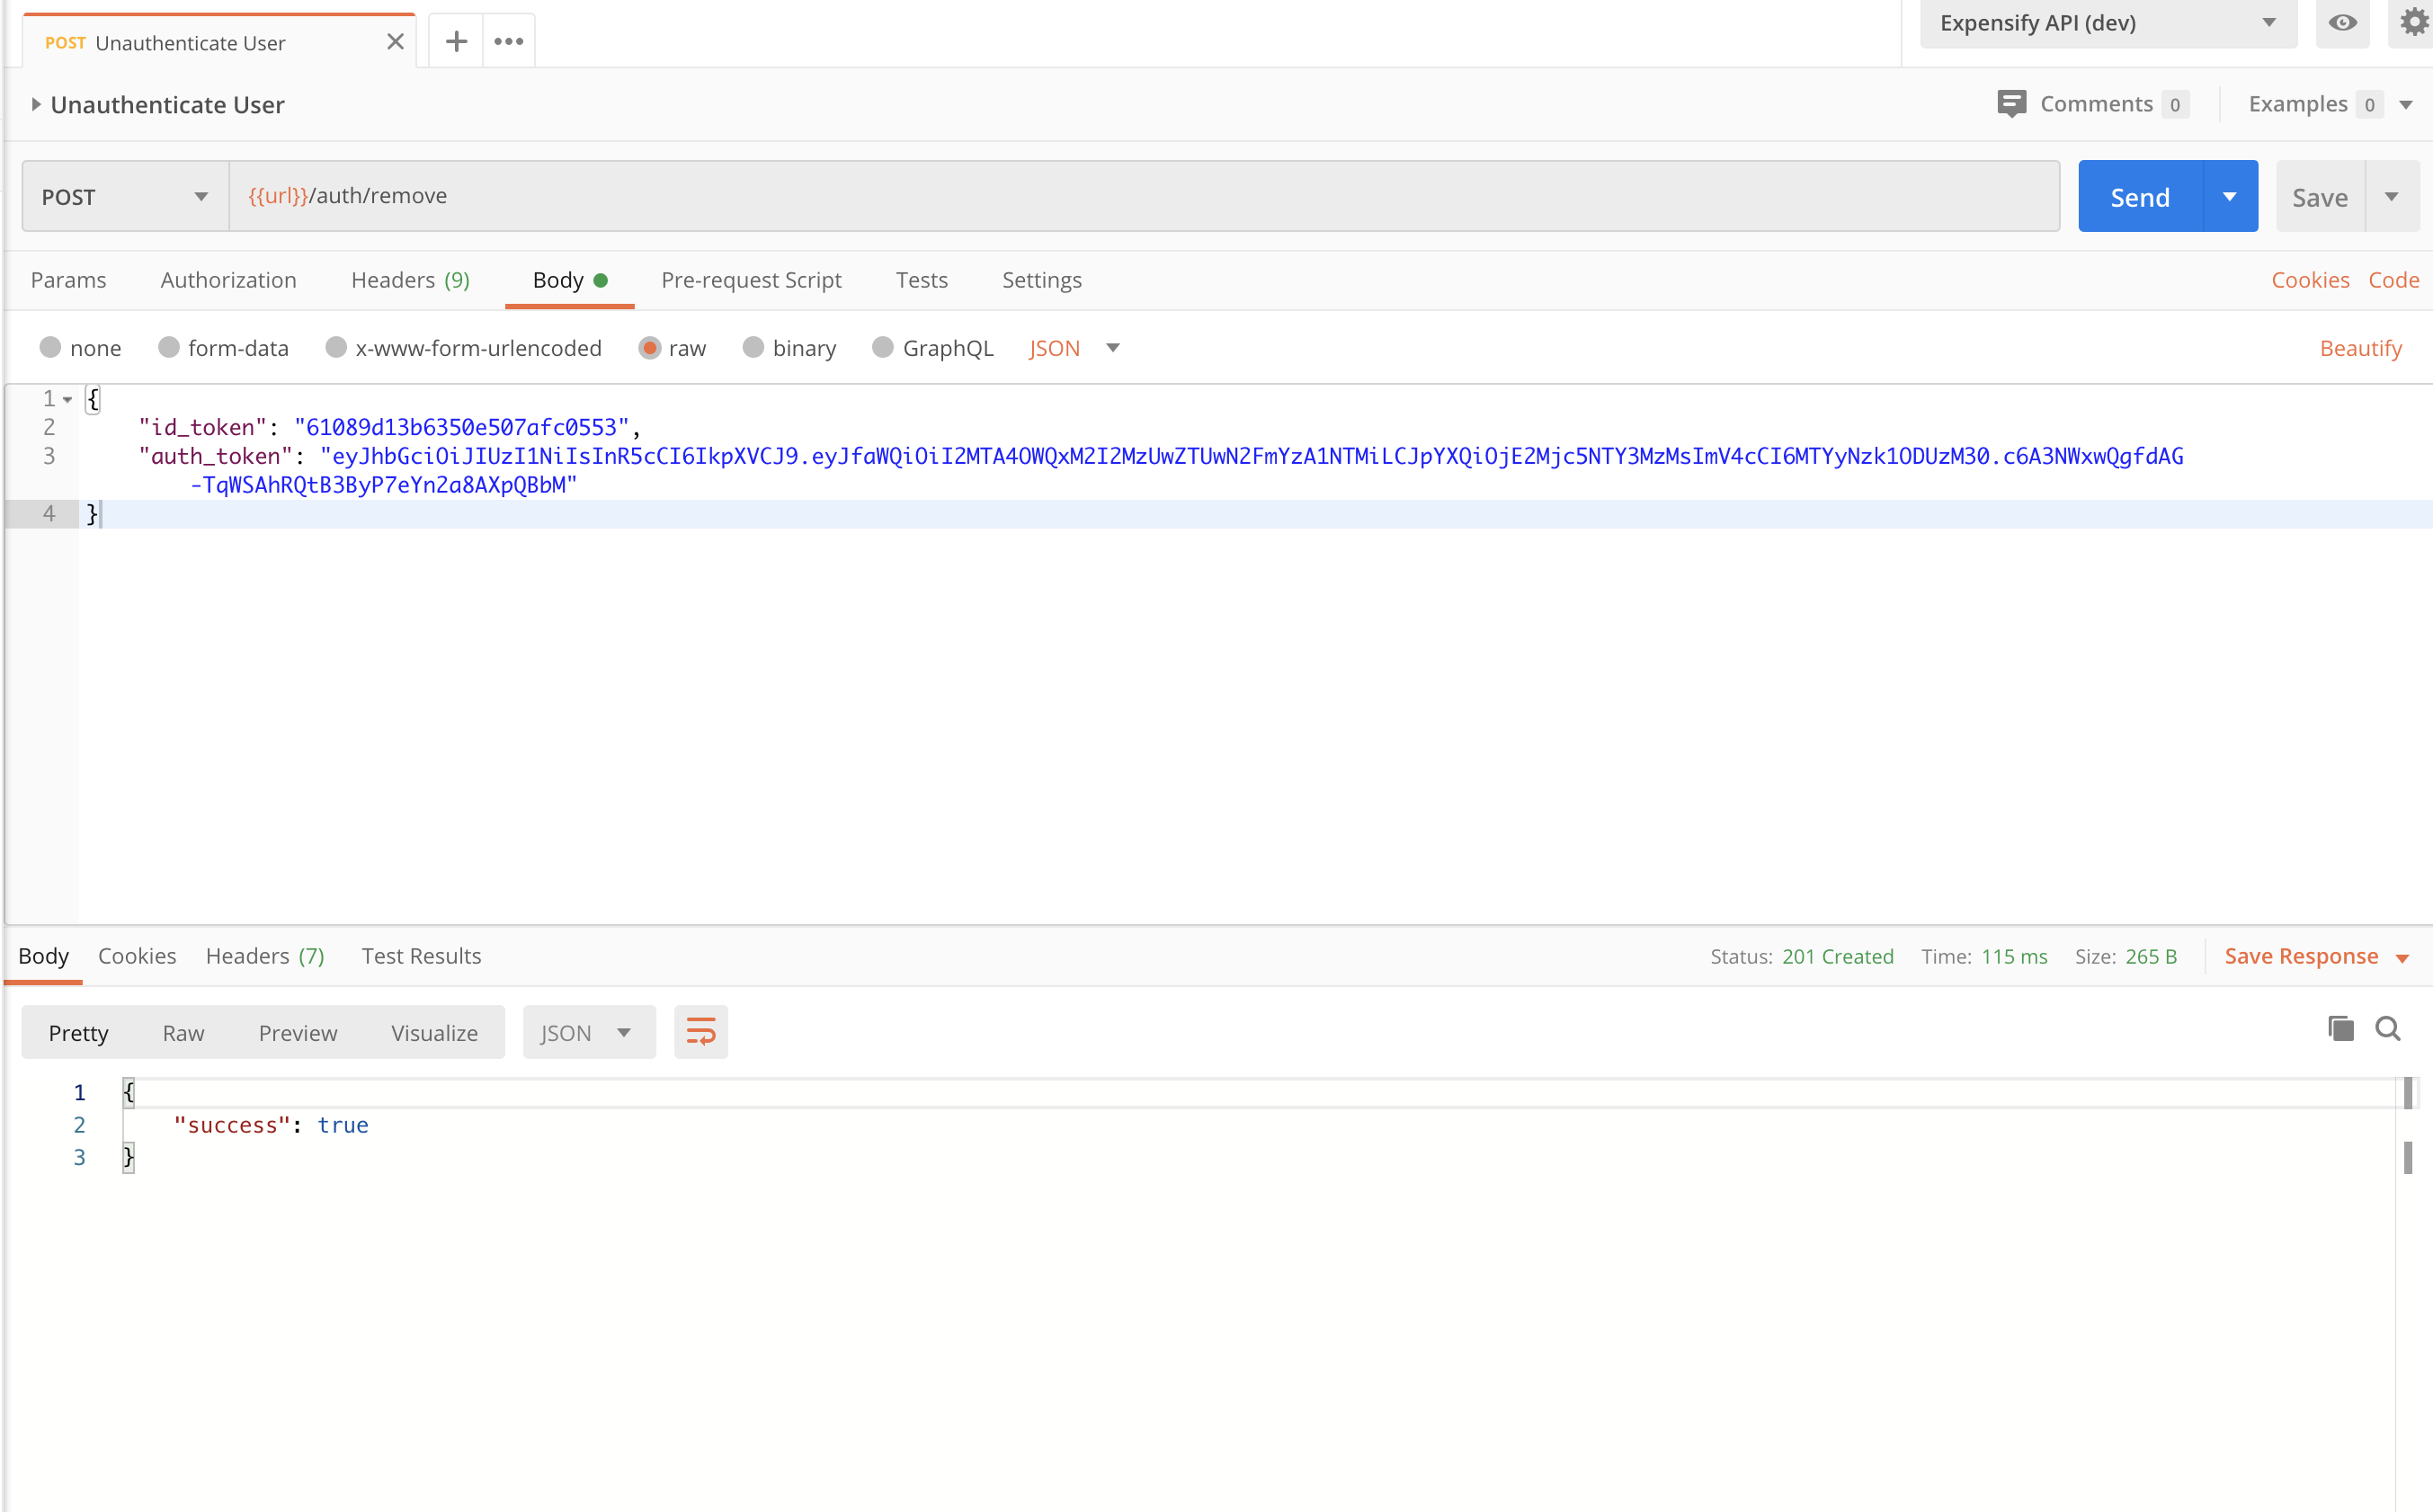 POST Unauthenticate User
Expensify API (dev)
Unauthenticate User
Comments 0 Examples 0
POST {{url}}/auth/remove Send Save
Params Authorization Headers (9) Body Pre-request Script Tests Settings Cookies Code
none form-data x-www-form-urlencoded raw binary GraphQL JSON Beautify
1 {
2 "id_token": "61089d13b6350e507afc0553",
3 "auth_token": "eyJhbGciOiJIUzI1NiIsInR5cCI6IkpXVCJ9.eyJfaWQiOiI2MTA4OWQxM2I2MzUwZTUwN2FmYzA1NTMiLCJpYXQiOjE2Mjc5NTY3MzMsImV4cCI6MTYyNzk1ODUzM30.c6A3NWxwQgfdAG
-TqWSAhRQtB3ByP7eYn2a8AXpQBbM"
4 }
Body Cookies Headers (7) Test Results Status: 201 Created Time: 115 ms Size: 265 B Save Response
Pretty Raw Preview Visualize JSON
1 {
2 "success": true
3 }